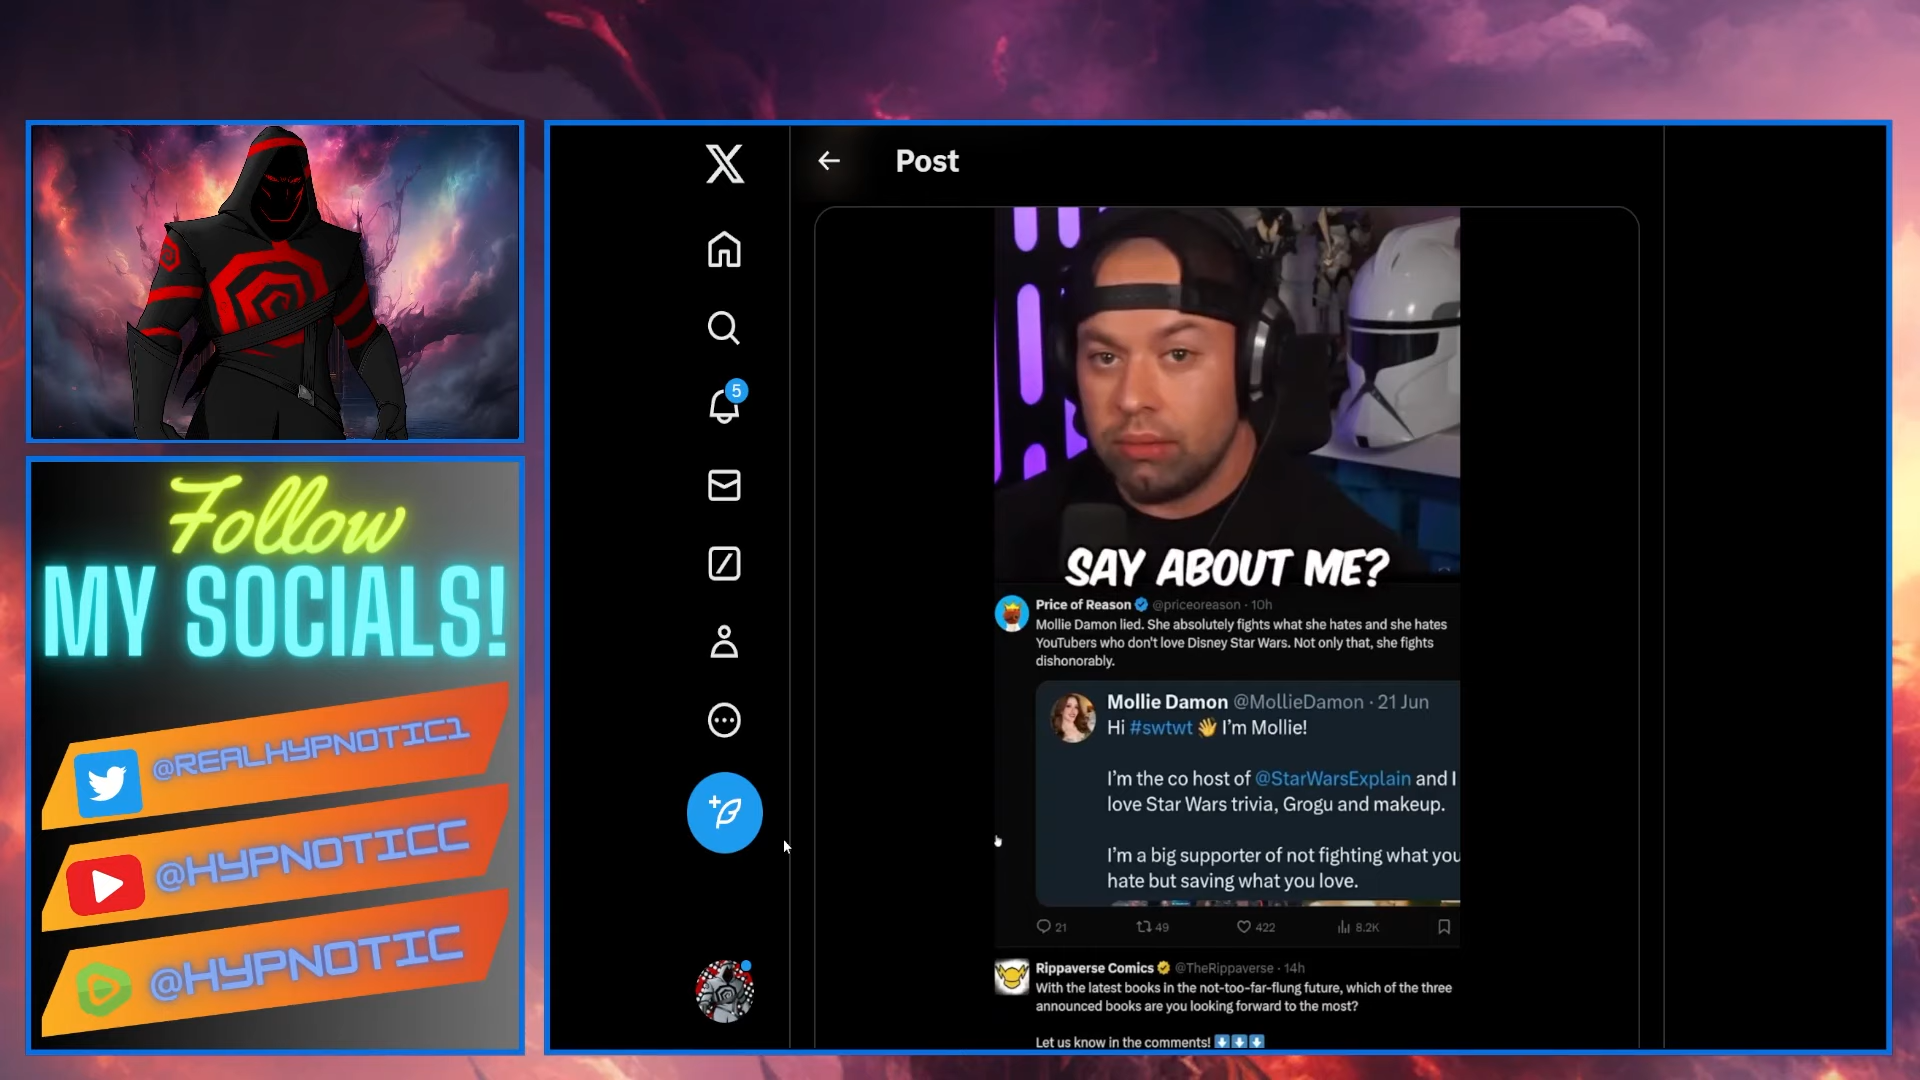 Follow
MY SOCIALS!
@REALHYPNOTIC1
@HYPNOTICC
@HYPNOTIC
5
Post
SAY ABOUT ME?
Price of Reason @priceoreason · 10h
Mollie Damon lied. She absolutely fights what she hates and she hates
YouTubers who don't love Disney Star Wars. Not only that, she fights
dishonorably.
Mollie Damon @MollieDamon · 21 Jun
Hi #swtwt 👋 I'm Mollie!
I'm the co host of @StarWarsExplain and I
love Star Wars trivia, Grogu and makeup.
I'm a big supporter of not fighting what you
hate but saving what you love.
21 49 422 8.2K
Rippaverse Comics @TheRippaverse · 14h
With the latest books in the not-too-far-flung future, which of the three
announced books are you looking forward to the most?
Let us know in the comments! ⬇⬇⬇